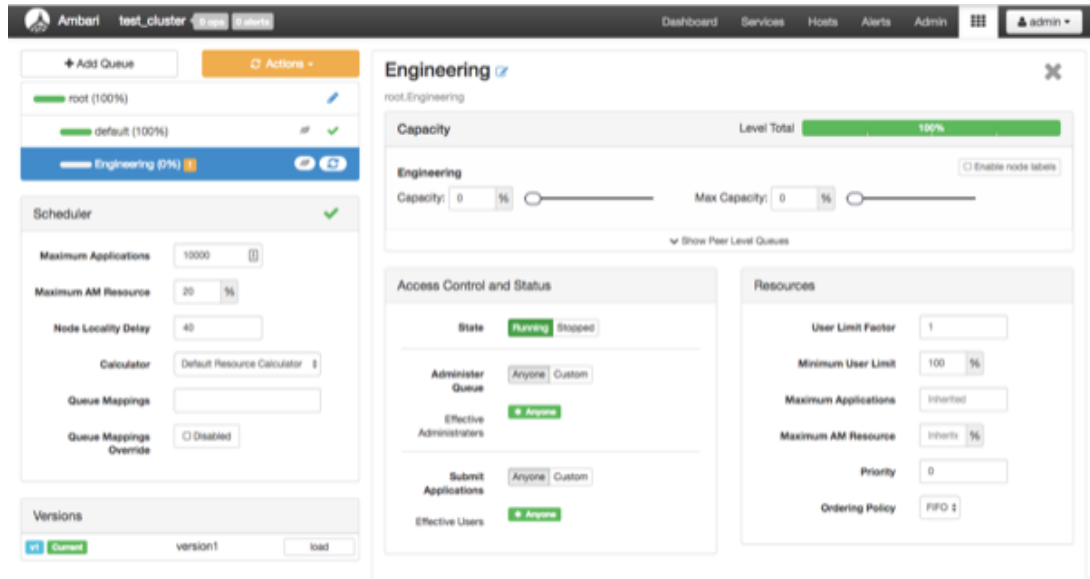 Ambari test_cluster 0 ops 0 alerts Dashboard Services Hosts Alerts Admin admin
+ Add Queue Actions
root (100%)
default (100%)
Engineering (0%)
Scheduler
Maximum Applications 10000
Maximum AM Resource 20 %
Node Locality Delay 40
Calculator Default Resource Calculator
Queue Mappings
Queue Mappings Override Disabled
Versions
v1 Current version1 load
Engineering
root.Engineering
Capacity Level Total 100%
Engineering Enable node labels
Capacity: 0 % Max Capacity: 0 %
Show Peer Level Queues
Access Control and Status
State Running Stopped
Administer Queue Anyone Custom
Effective Administraters Anyone
Submit Applications Anyone Custom
Effective Users Anyone
Resources
User Limit Factor 1
Minimum User Limit 100 %
Maximum Applications Inherited
Maximum AM Resource Inherite %
Priority 0
Ordering Policy FIFO